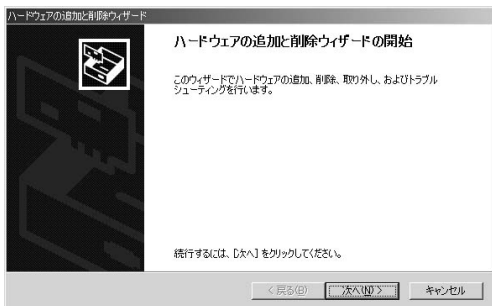 ハードウェアの追加と削除ウィザード
ハードウェアの追加と削除ウィザードの開始
このウィザードでハードウェアの追加、削除、取り外し、およびトラブル
シューティングを行います。
続行するには、[次へ] をクリックしてください。
< 戻る(B)
次へ(N) >
キャンセル